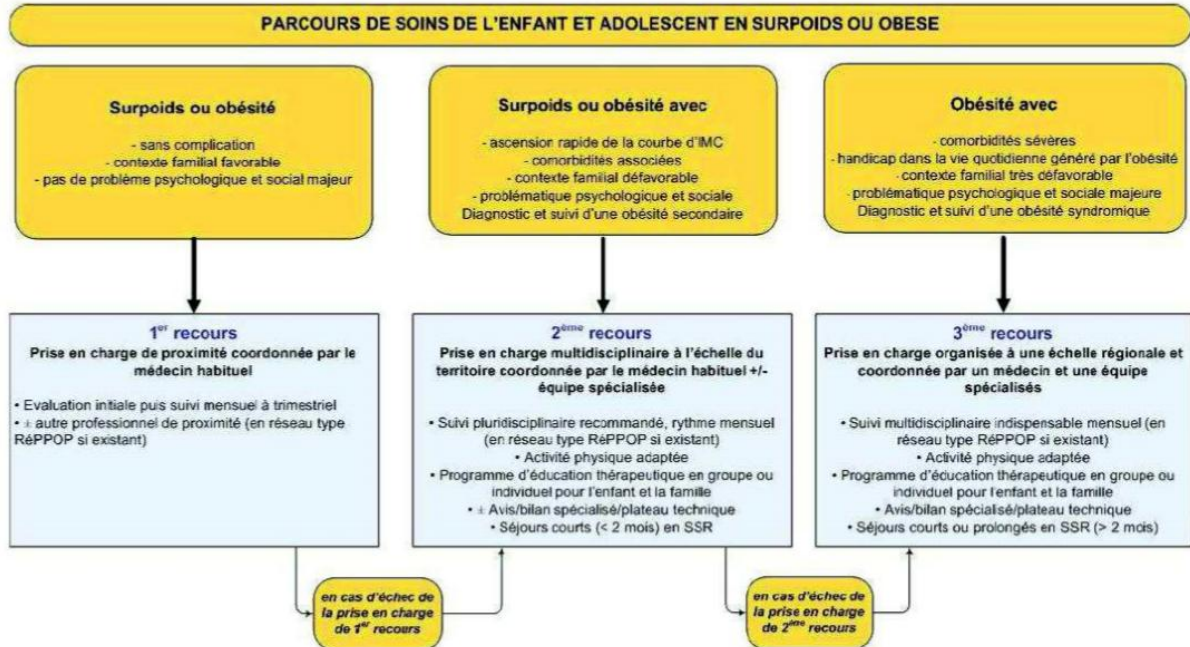 PARCOURS DE SOINS DE L'ENFANT ET ADOLESCENT EN SURPOIDS OU OBESE
Surpoids ou obésité
- sans complication
- contexte familial favorable
- pas de problème psychologique et social majeur
Surpoids ou obésité avec
- ascension rapide de la courbe d'IMC
- comorbidités associées
- contexte familial défavorable
- problématique psychologique et sociale
Diagnostic et suivi d'une obésité secondaire
Obésité avec
- comorbidités sévères
- handicap dans la vie quotidienne généré par l'obésité
- contexte familial très défavorable
- problématique psychologique et sociale majeure
Diagnostic et suivi d'une obésité syndromique
1er recours
Prise en charge de proximité coordonnée par le
médecin habituel
• Evaluation initiale puis suivi mensuel à trimestriel
• ± autre professionnel de proximité (en réseau type
RéPPOP si existant)
2ème recours
Prise en charge multidisciplinaire à l'échelle du
territoire coordonnée par le médecin habituel +/-
équipe spécialisée
• Suivi pluridisciplinaire recommandé, rythme mensuel
(en réseau type RéPPOP si existant)
• Activité physique adaptée
• Programme d'éducation thérapeutique en groupe ou
individuel pour l'enfant et la famille
• ± Avis/bilan spécialisé/plateau technique
• Séjours courts (< 2 mois) en SSR
3ème recours
Prise en charge organisée à une échelle régionale et
coordonnée par un médecin et une équipe
spécialisés
• Suivi multidisciplinaire indispensable mensuel (en
réseau type RéPPOP si existant)
• Activité physique adaptée
• Programme d'éducation thérapeutique en groupe ou
individuel pour l'enfant et la famille
• Avis/bilan spécialisé/plateau technique
• Séjours courts ou prolongés en SSR (> 2 mois)
en cas d'échec de
la prise en charge
de 1er recours
en cas d'échec de
la prise en charge
de 2ème recours